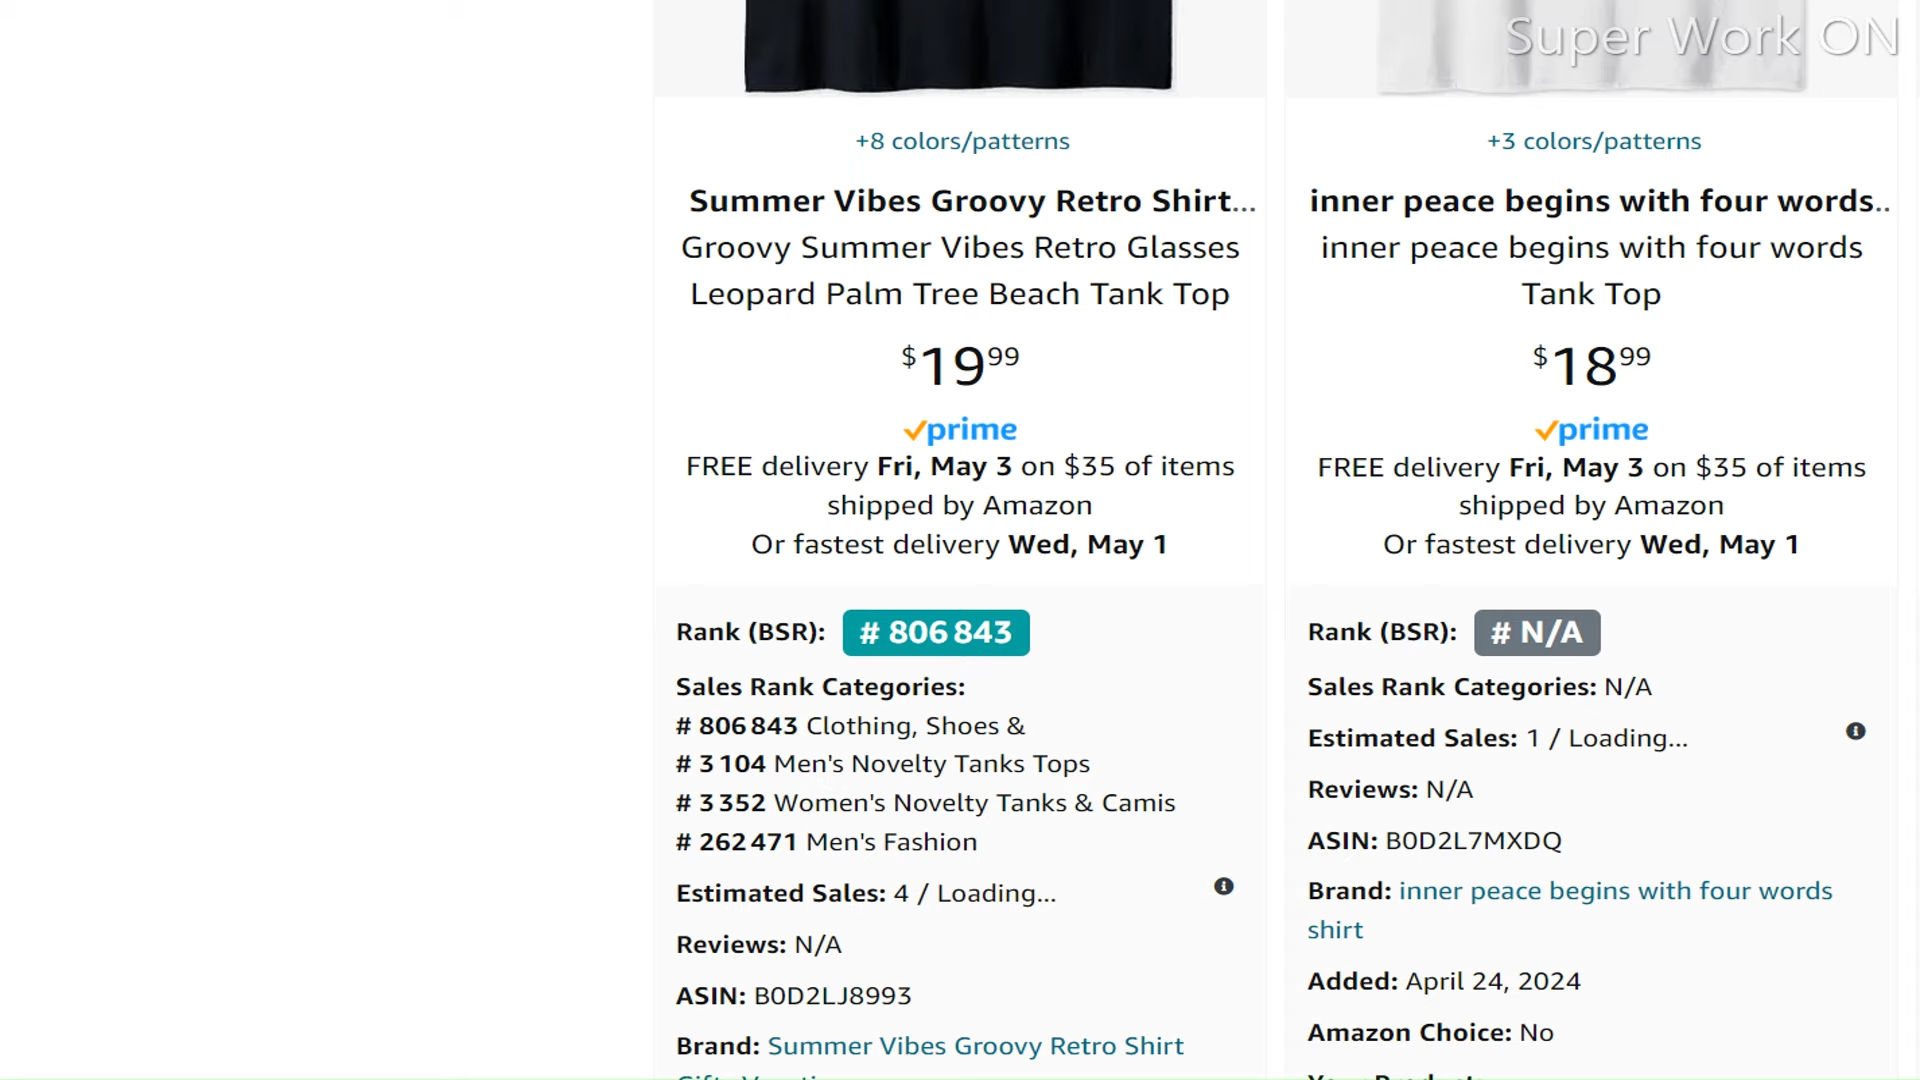 Super Work ON
+8 colors/patterns
Summer Vibes Groovy Retro Shirt...
Groovy Summer Vibes Retro Glasses
Leopard Palm Tree Beach Tank Top
$19.99
prime
FREE delivery Fri, May 3 on $35 of items
shipped by Amazon
Or fastest delivery Wed, May 1
Rank (BSR): # 806 843
Sales Rank Categories:
# 806 843 Clothing, Shoes &
# 3 104 Men's Novelty Tanks Tops
# 3 352 Women's Novelty Tanks & Camis
# 262 471 Men's Fashion
Estimated Sales: 4 / Loading...
Reviews: N/A
ASIN: B0D2LJ8993
Brand: Summer Vibes Groovy Retro Shirt
+3 colors/patterns
inner peace begins with four words..
inner peace begins with four words
Tank Top
$18.99
prime
FREE delivery Fri, May 3 on $35 of items
shipped by Amazon
Or fastest delivery Wed, May 1
Rank (BSR): # N/A
Sales Rank Categories: N/A
Estimated Sales: 1 / Loading...
Reviews: N/A
ASIN: B0D2L7MXDQ
Brand: inner peace begins with four words
shirt
Added: April 24, 2024
Amazon Choice: No